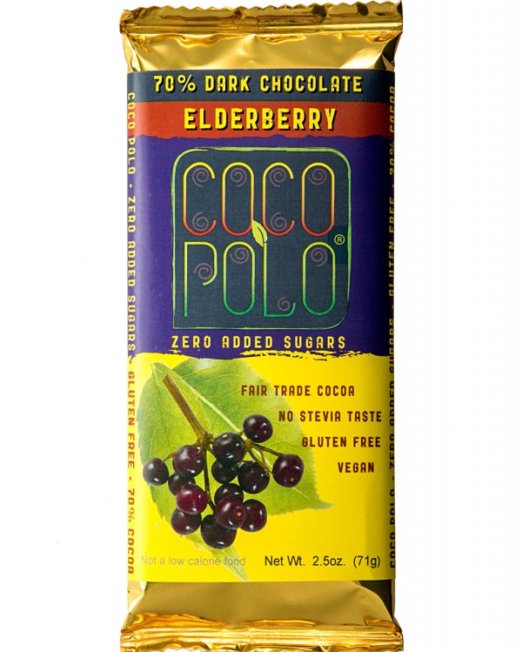 70% DARK CHOCOLATE
ELDERBERRY
COCO
POLO®
ZERO ADDED SUGARS
FAIR TRADE COCOA
NO STEVIA TASTE
GLUTEN FREE
VEGAN
Not a low calorie food
Net Wt. 2.5oz. (71g)
COCO POLO • ZERO ADDED SUGARS • GLUTEN FREE • 70% COCOA
COCO POLO • ZERO ADDED SUGARS • GLUTEN FREE • 70% COCOA